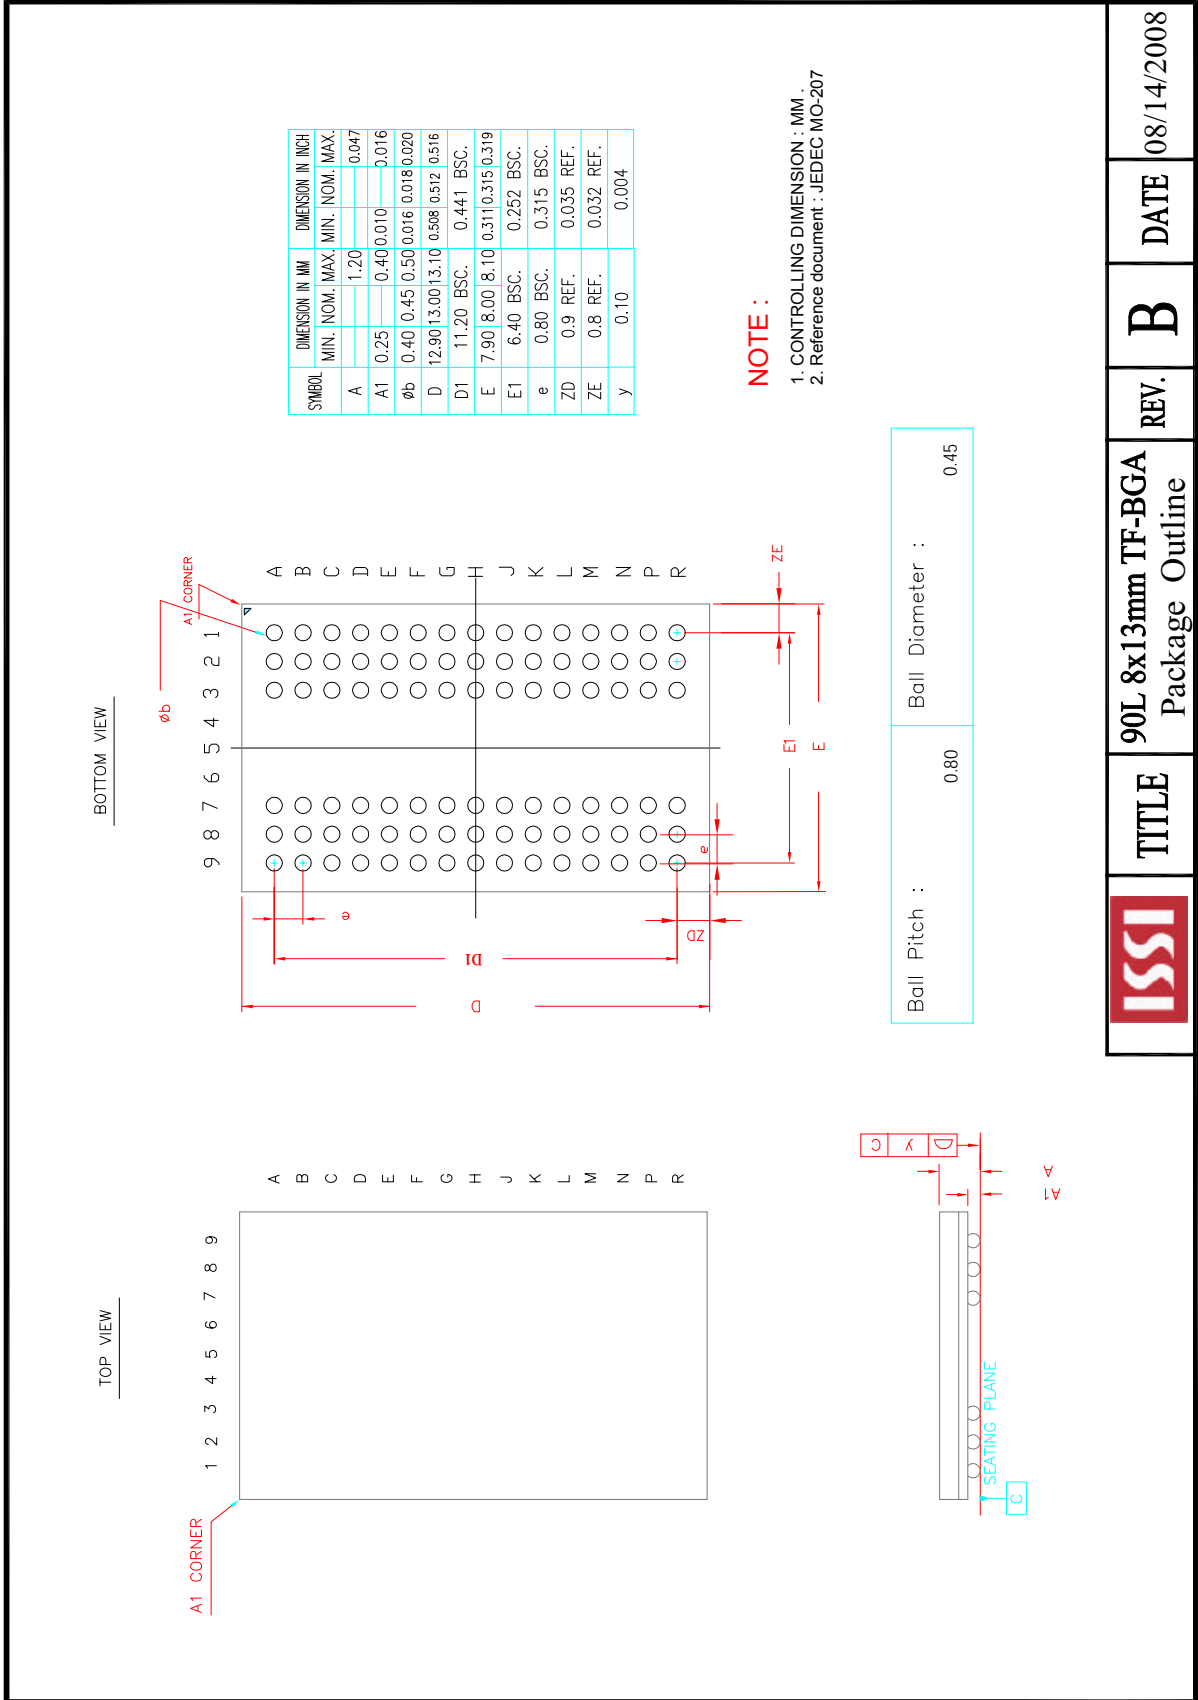 TOP VIEW
A1 CORNER
1 2 3 4 5 6 7 8 9
A
B
C
D
E
F
G
H
J
K
L
M
N
P
R
BOTTOM VIEW
øb
A1 CORNER
9 8 7 6 5 4 3 2 1
A
B
C
D
E
F
G
H
J
K
L
M
N
P
R
e
D1
D
ZD
e
E1
E
ZE
SYMBOL DIMENSION IN MM DIMENSION IN INCH
MIN. NOM. MAX. MIN. NOM. MAX.
A 1.20 0.047
A1 0.25 0.40 0.010 0.016
øb 0.40 0.45 0.50 0.016 0.018 0.020
D 12.90 13.00 13.10 0.508 0.512 0.516
D1 11.20 BSC. 0.441 BSC.
E 7.90 8.00 8.10 0.311 0.315 0.319
E1 6.40 BSC. 0.252 BSC.
e 0.80 BSC. 0.315 BSC.
ZD 0.9 REF. 0.035 REF.
ZE 0.8 REF. 0.032 REF.
y 0.10 0.004
NOTE :
1. CONTROLLING DIMENSION : MM .
2. Reference document : JEDEC MO-207
SEATING PLANE
C
C y
A1
A
Ball Pitch : 0.80
Ball Diameter : 0.45
ISSI
TITLE
90L 8x13mm TF-BGA
Package Outline
REV.
B
DATE
08/14/2008